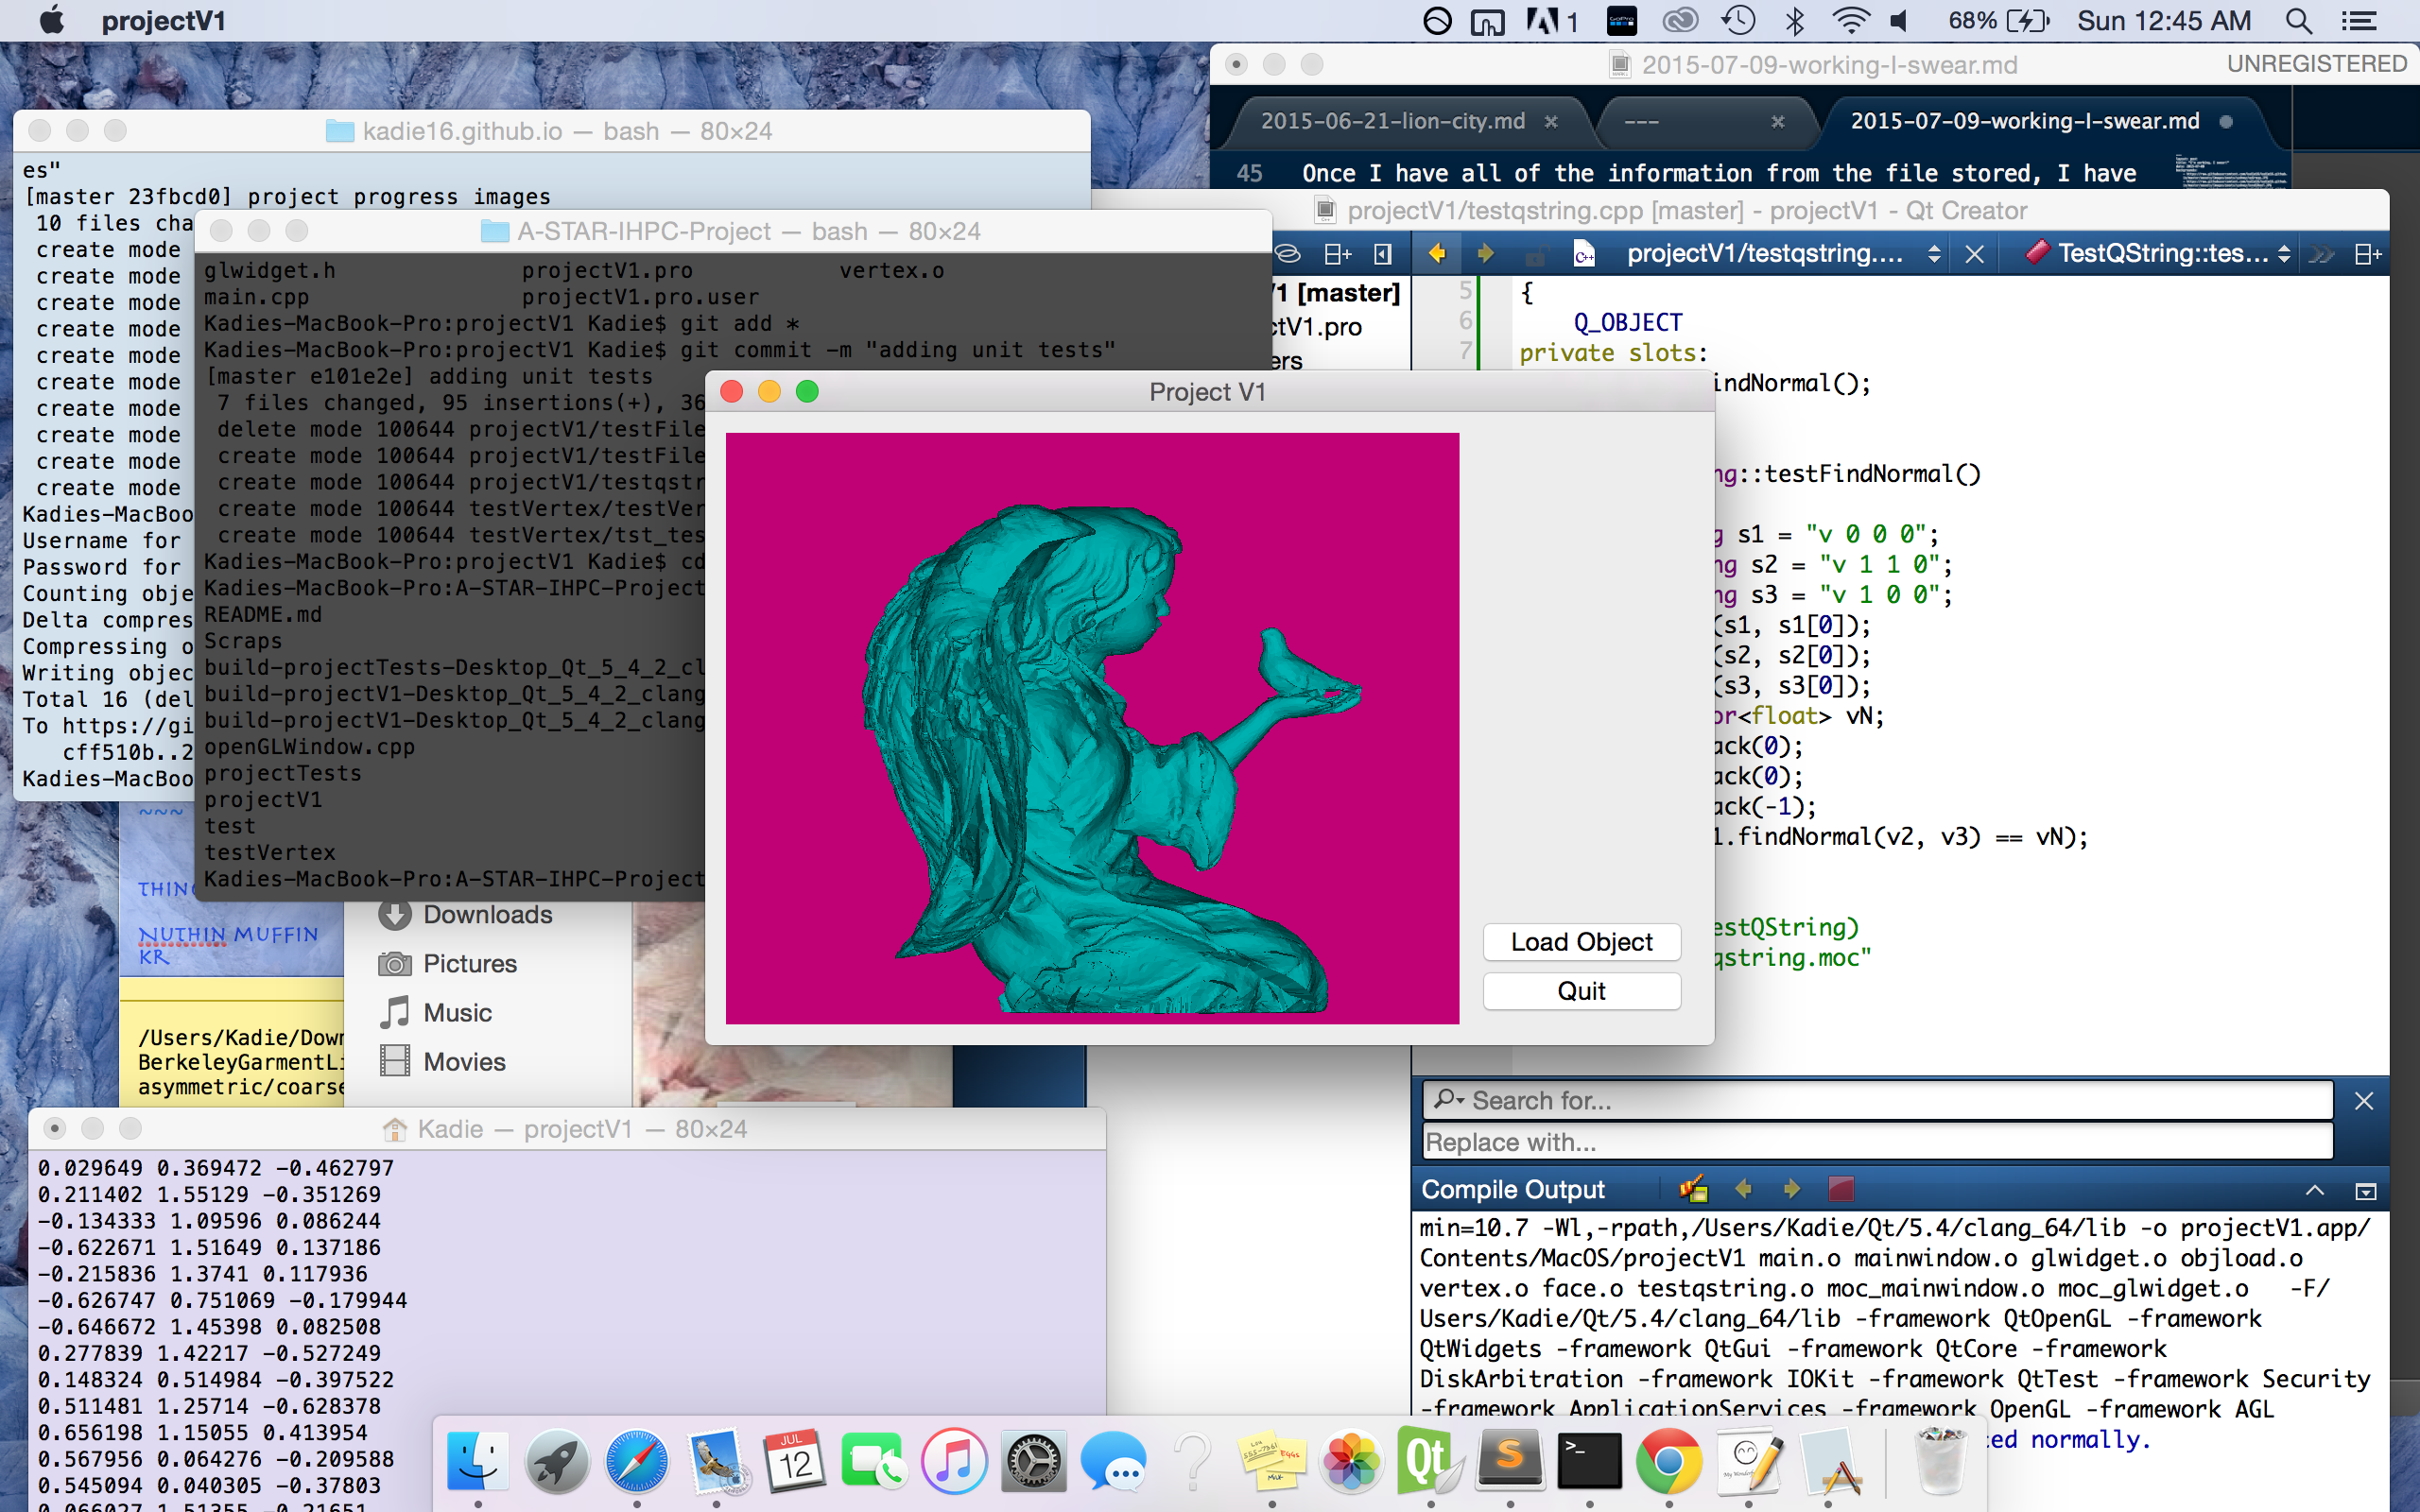 projectV1
1
68%
Sun 12:45 AM
2015-07-09-working-I-swear.md
UNREGISTERED
2015-06-21-lion-city.md
---
2015-07-09-working-I-swear.md
45 Once I have all of the information from the file stored, I have
kadie16.github.io — bash — 80×24
es"
[master 23fbcd0] project progress images
10 files cha
create mode
create mode
create mode
create mode
create mode
create mode
create mode
create mode
create mode
create mode
Kadies-MacBoo
Username for
Password for
Counting obje
Delta compres
Compressing o
Writing objec
Total 16 (del
To https://gi
cff510b..2
Kadies-MacBoo
A-STAR-IHPC-Project — bash — 80×24
glwidget.h projectV1.pro vertex.o
main.cpp projectV1.pro.user
Kadies-MacBook-Pro:projectV1 Kadie$ git add *
Kadies-MacBook-Pro:projectV1 Kadie$ git commit -m "adding unit tests"
[master e101e2e] adding unit tests
7 files changed, 95 insertions(+), 36
delete mode 100644 projectV1/testFile
create mode 100644 projectV1/testFile
create mode 100644 projectV1/testqstr
create mode 100644 testVertex/testVer
create mode 100644 testVertex/tst_tes
Kadies-MacBook-Pro:projectV1 Kadie$ cd
Kadies-MacBook-Pro:A-STAR-IHPC-Project
README.md
Scraps
build-projectTests-Desktop_Qt_5_4_2_cl
build-projectV1-Desktop_Qt_5_4_2_clang
build-projectV1-Desktop_Qt_5_4_2_clang
openGLWindow.cpp
projectTests
projectV1
test
testVertex
Kadies-MacBook-Pro:A-STAR-IHPC-Project
projectV1/testqstring.cpp [master] - projectV1 - Qt Creator
projectV1/testqstring....
TestQString::tes...
/1 [master]
ctV1.pro
ers
5 {
6 Q_OBJECT
7 private slots:
indNormal();
ng::testFindNormal()
g s1 = "v 0 0 0";
ng s2 = "v 1 1 0";
ng s3 = "v 1 0 0";
(s1, s1[0]);
(s2, s2[0]);
(s3, s3[0]);
or<float> vN;
ack(0);
ack(0);
ack(-1);
1.findNormal(v2, v3) == vN);
estQString)
qstring.moc"
Project V1
Load Object
Quit
~~~
THING
NUTHIN MUFFIN
KR
/Users/Kadie/Down
BerkeleyGarmentLi
asymmetric/coarse
Downloads
Pictures
Music
Movies
Kadie — projectV1 — 80×24
0.029649 0.369472 -0.462797
0.211402 1.55129 -0.351269
-0.134333 1.09596 0.086244
-0.622671 1.51649 0.137186
-0.215836 1.3741 0.117936
-0.626747 0.751069 -0.179944
-0.646672 1.45398 0.082508
0.277839 1.42217 -0.527249
0.148324 0.514984 -0.397522
0.511481 1.25714 -0.628378
0.656198 1.15055 0.413954
0.567956 0.064276 -0.209588
0.545094 0.040305 -0.37803
0.066027 1.51355 -0.21651
Search for...
Replace with...
Compile Output
min=10.7 -Wl,-rpath,/Users/Kadie/Qt/5.4/clang_64/lib -o projectV1.app/
Contents/MacOS/projectV1 main.o mainwindow.o glwidget.o objload.o
vertex.o face.o testqstring.o moc_mainwindow.o moc_glwidget.o -F/
Users/Kadie/Qt/5.4/clang_64/lib -framework QtOpenGL -framework
QtWidgets -framework QtGui -framework QtCore -framework
DiskArbitration -framework IOKit -framework QtTest -framework Security
-framework ApplicationServices -framework OpenGL -framework AGL
ed normally.
JUL
12
Qt
S
>_